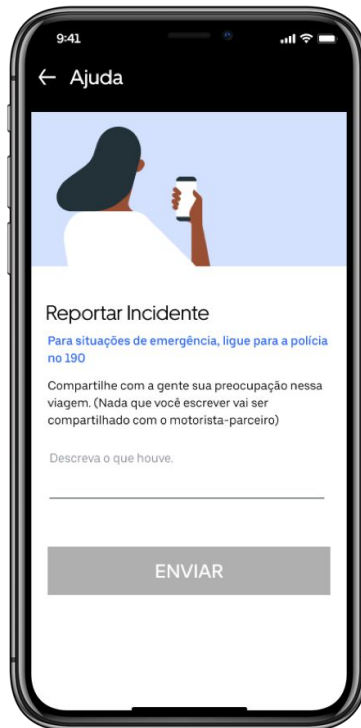 9:41
← Ajuda
Reportar Incidente
Para situações de emergência, ligue para a polícia
no 190
Compartilhe com a gente sua preocupação nessa
viagem. (Nada que você escrever vai ser
compartilhado com o motorista-parceiro)
Descreva o que houve.
ENVIAR